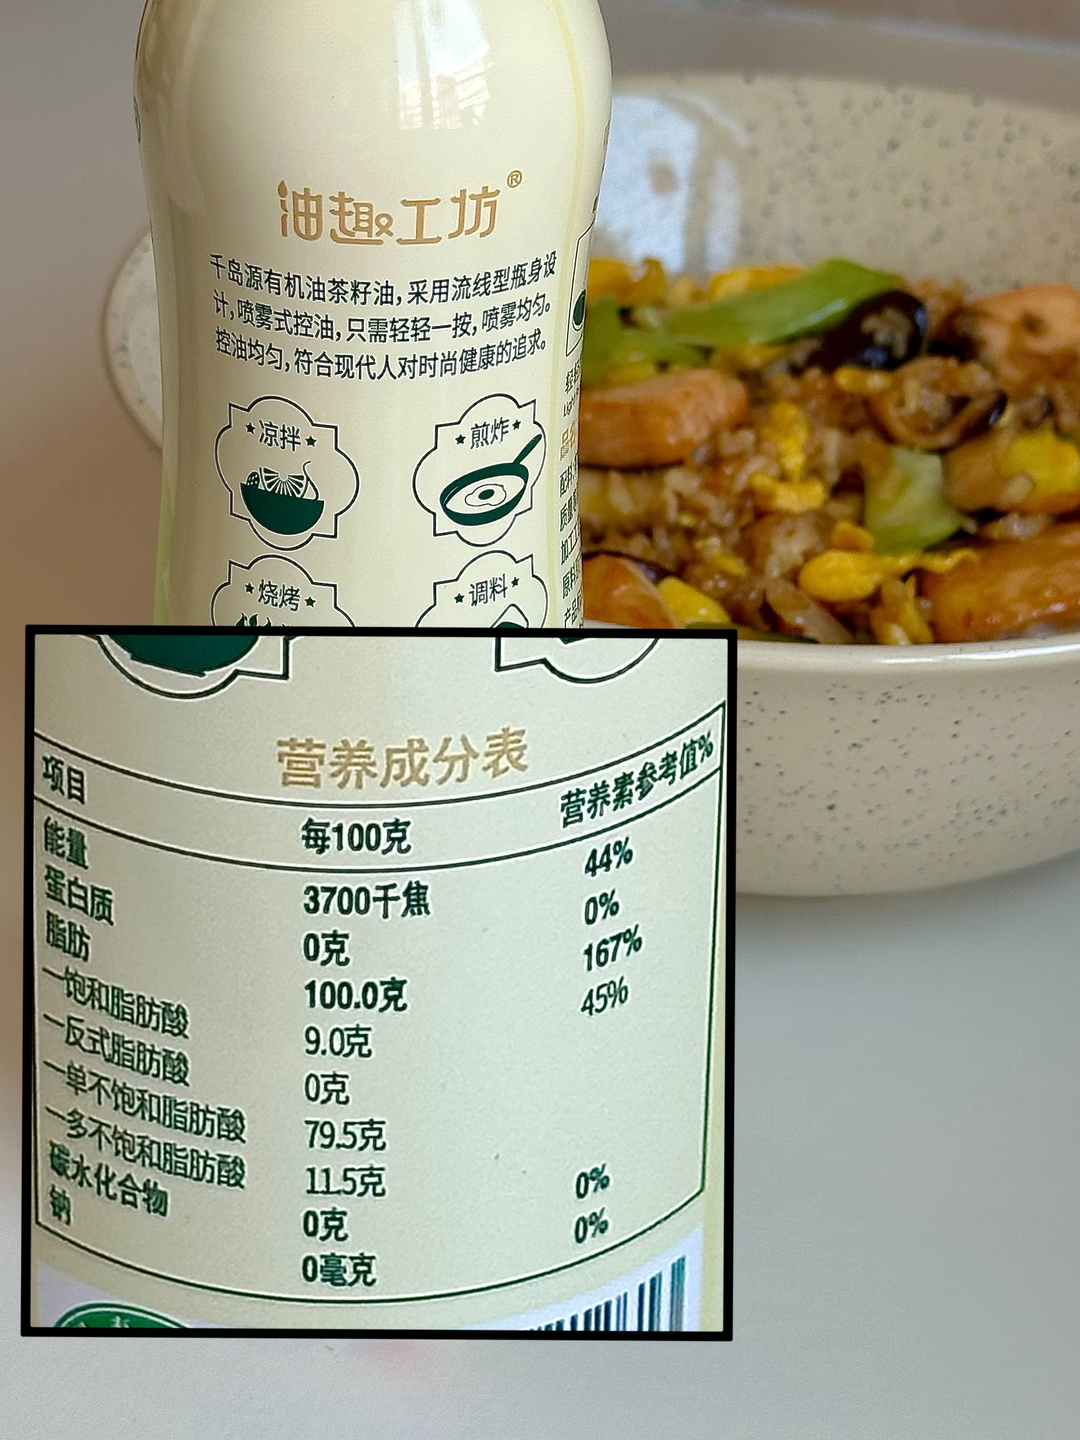 油趣工坊®
千岛源有机油茶籽油,采用流线型瓶身设
计,喷雾式控油,只需轻轻一按,喷雾均匀。
控油均匀,符合现代人对时尚健康的追求。
凉拌
煎炸
烧烤
调料
营养成分表
项目 每100克 营养素参考值%
能量 3700千焦 44%
蛋白质 0克 0%
脂肪 100.0克 167%
—饱和脂肪酸 9.0克 45%
—反式脂肪酸 0克
—单不饱和脂肪酸 79.5克
—多不饱和脂肪酸 11.5克
碳水化合物 0克 0%
钠 0毫克 0%